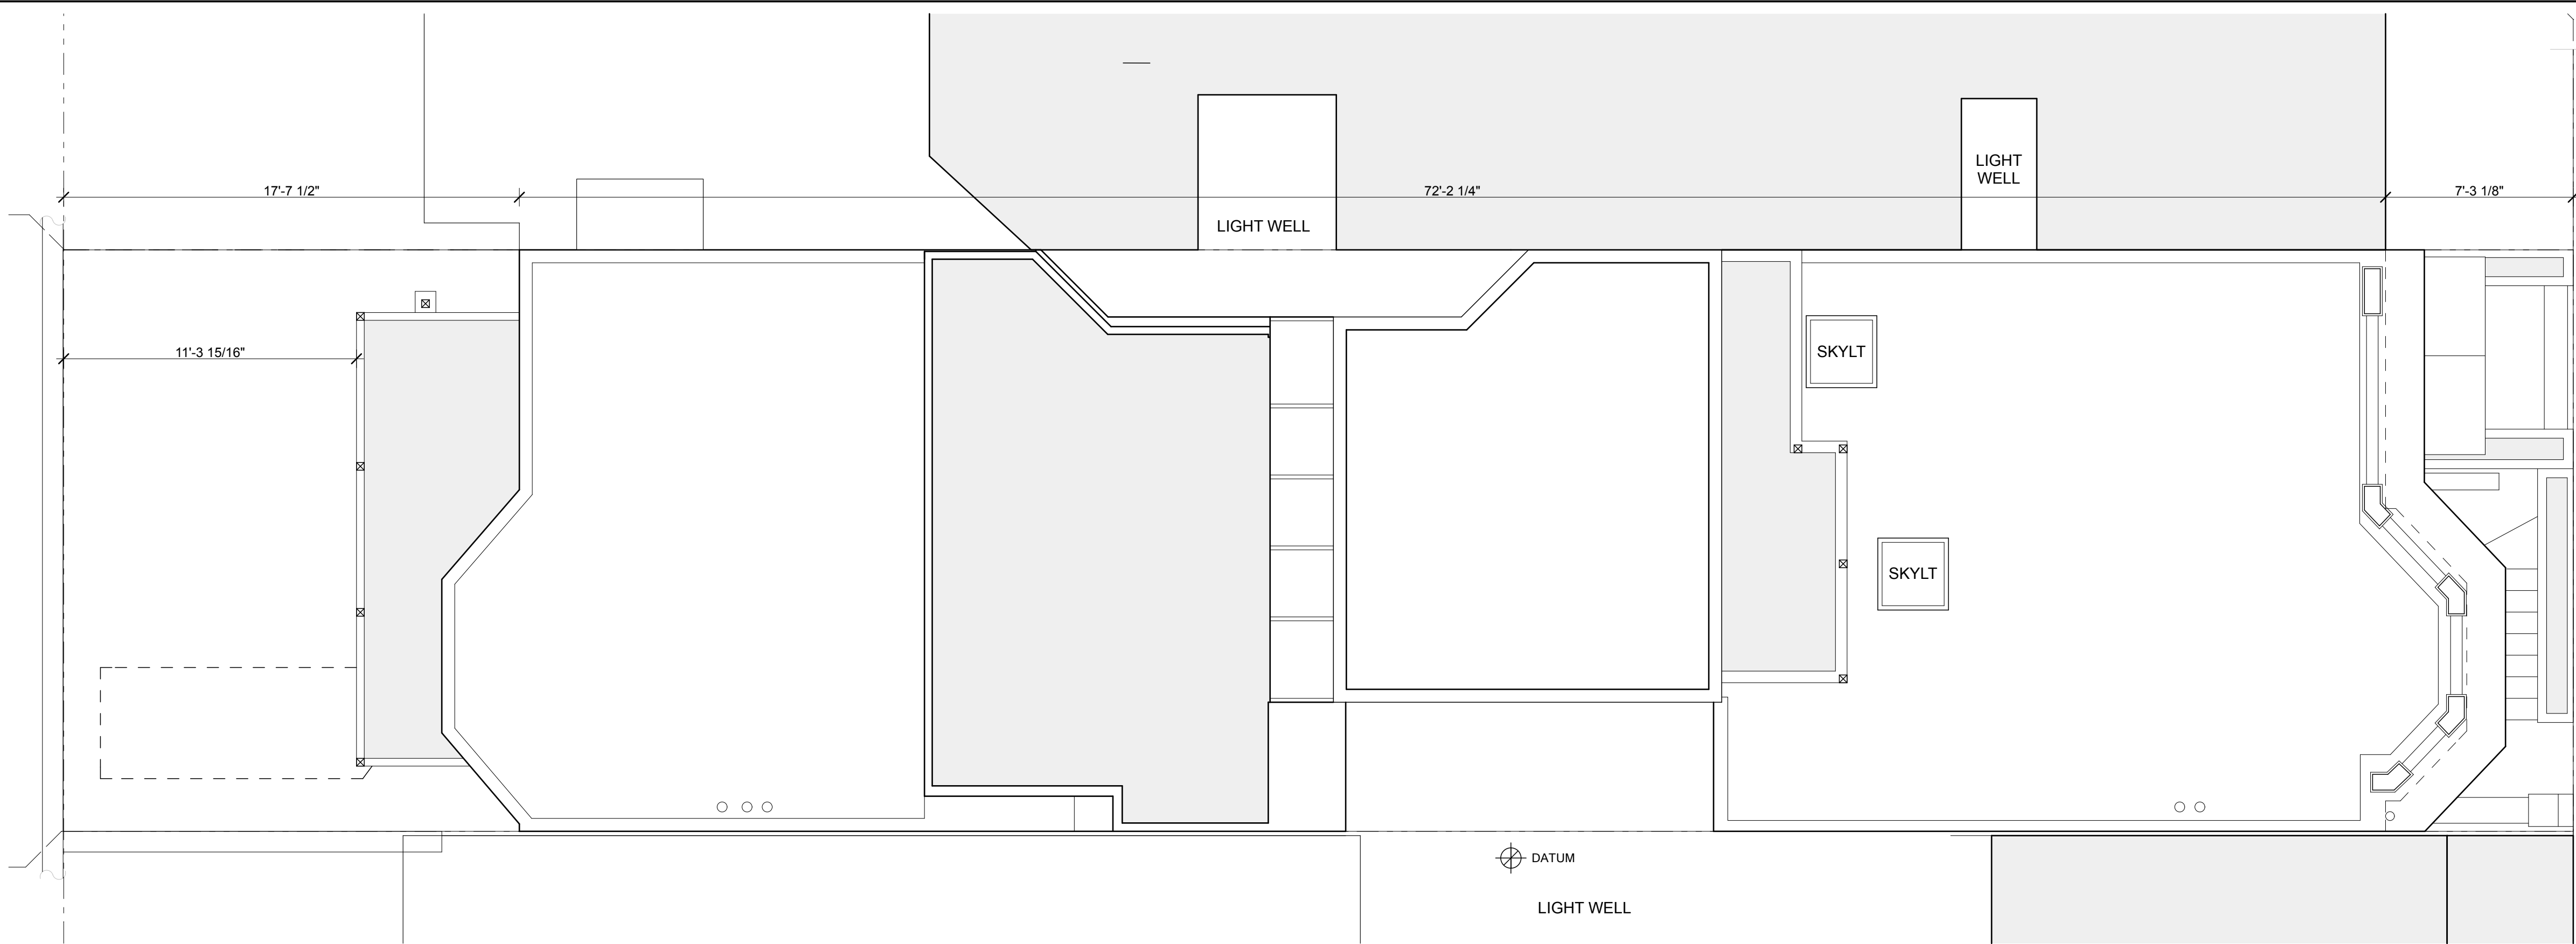 LIGHT
WELL
17'-7 1/2"
72'-2 1/4"
7'-3 1/8"
LIGHT WELL
11'-3 15/16"
SKYLT
SKYLT
DATUM
LIGHT WELL